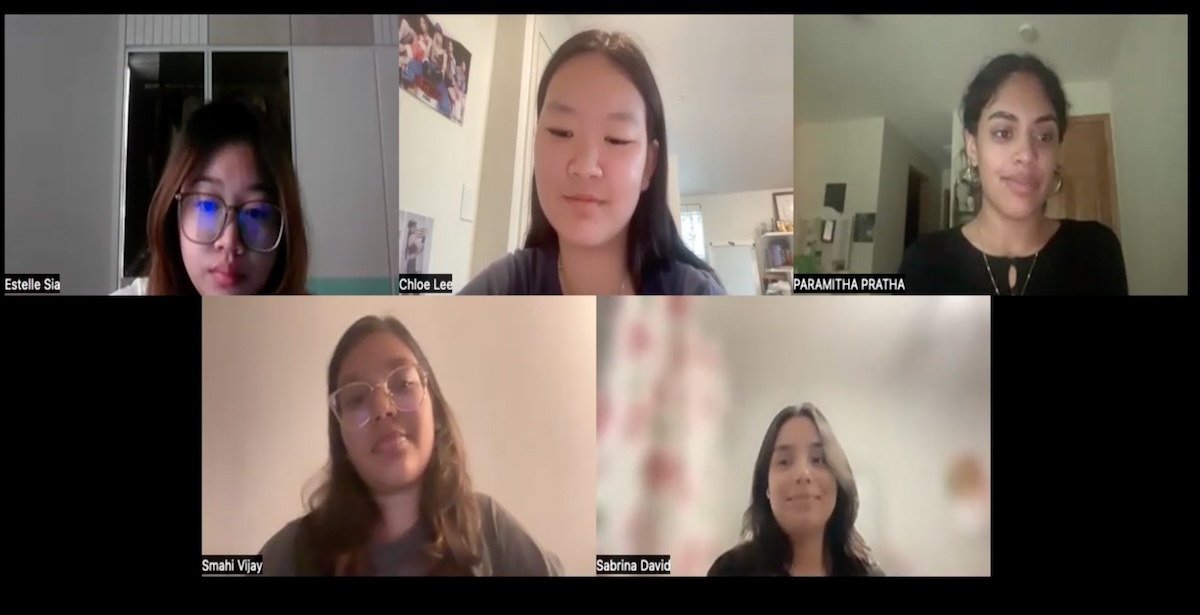 Estelle Sia
Chloe Lee
PARAMITHA PRATHA
Smahi Vijay
Sabrina David